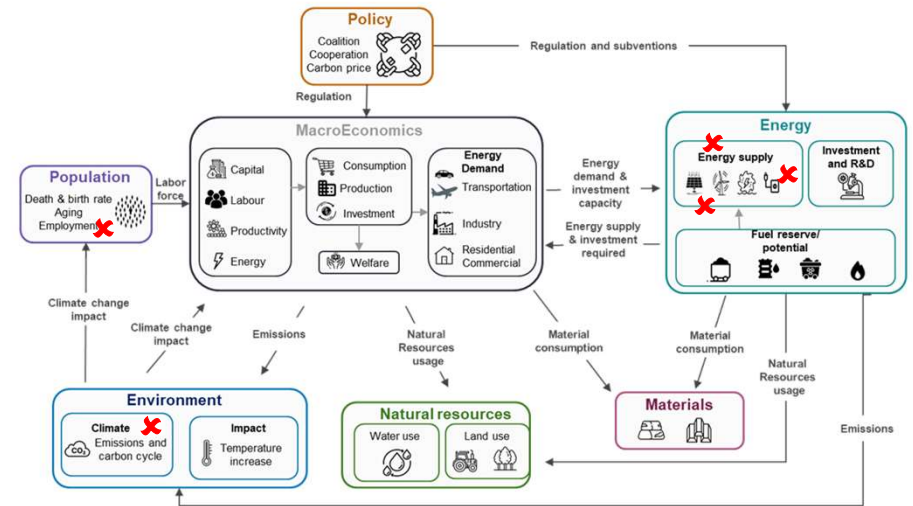 Policy
Coalition
Cooperation
Carbon price
Regulation and subventions
Regulation
MacroEconomics
Capital
Labour
Productivity
Energy
Consumption
Production
Investment
Welfare
Energy
Demand
Transportation
Industry
Residential
Commercial
Population
Death & birth rate
Aging
Employment
Labor
force
Energy
demand &
investment
capacity
Energy supply
& investment
required
Energy
Energy supply
Investment
and R&D
Fuel reserve/
potential
Climate change
impact
Climate change
impact
Emissions
Natural
Resources
usage
Material
consumption
Material
consumption
Natural
Resources
usage
Emissions
Environment
Climate
CO2
Emissions and
carbon cycle
Impact
Temperature
increase
Natural resources
Water use
Land use
Materials